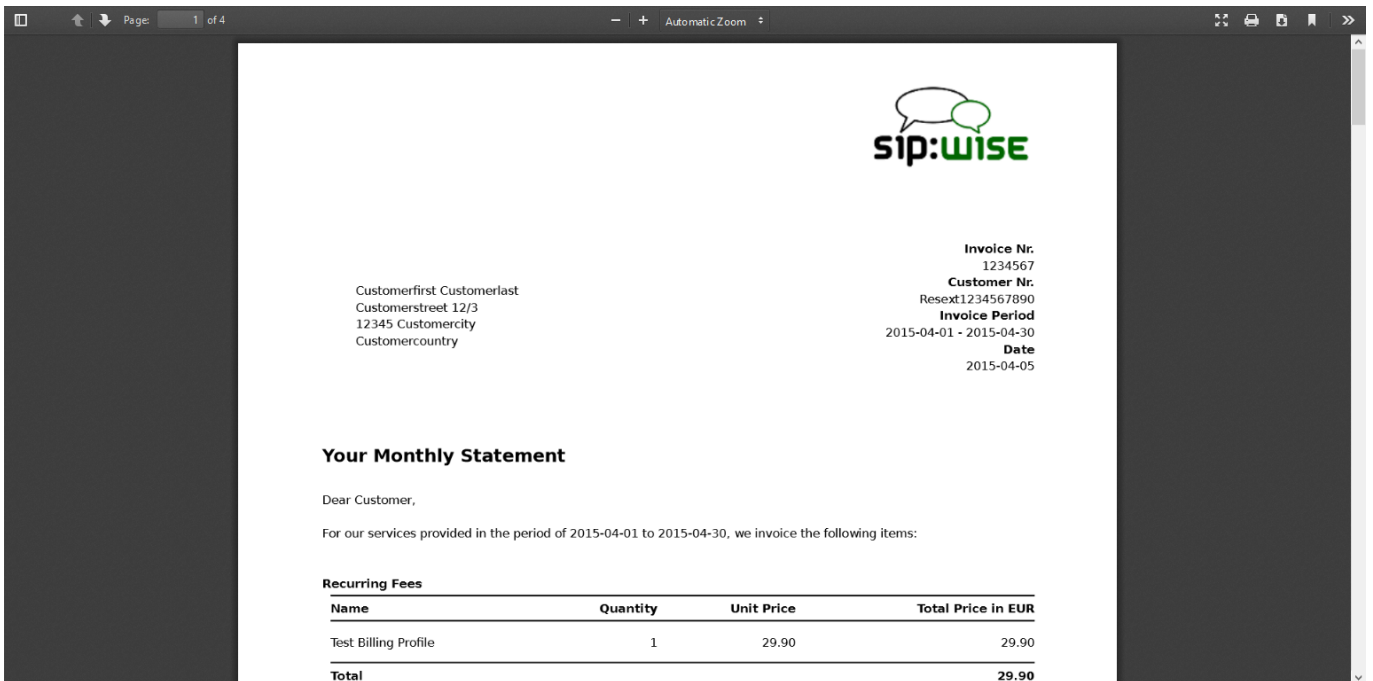 Page: 1 of 4
Automatic Zoom
sip:wise
Invoice Nr.
1234567
Customer Nr.
Resext1234567890
Invoice Period
2015-04-01 - 2015-04-30
Date
2015-04-05
Customerfirst Customerlast
Customerstreet 12/3
12345 Customercity
Customercountry
Your Monthly Statement
Dear Customer,
For our services provided in the period of 2015-04-01 to 2015-04-30, we invoice the following items:
Recurring Fees
Name Quantity Unit Price Total Price in EUR
Test Billing Profile 1 29.90 29.90
Total 29.90